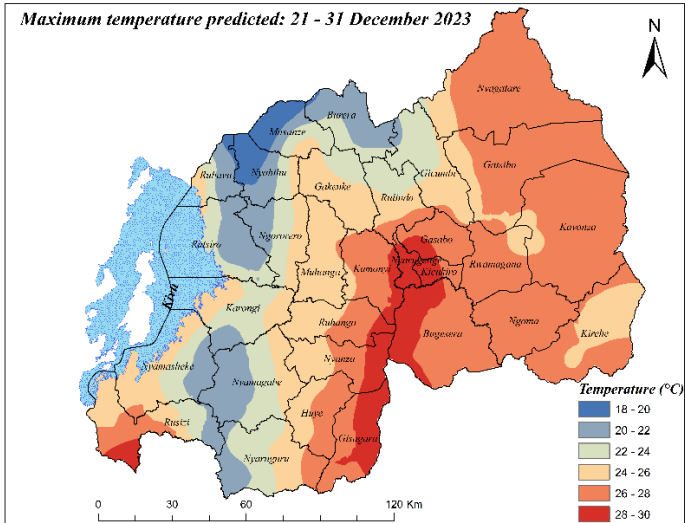 Maximum temperature predicted: 21 - 31 December 2023
N
Nyagatare
Burera
Musanze
Gatsibo
Rubavu
Nyabihu
Gicumbi
Gakenke
Rulindo
Kayonza
Rutsiro
Ngororero
Gasabo
Nyarugenge
Kicukiro
Rwamagana
Muhanga
Kamonyi
Kivu
Karongi
Ruhango
Bugesera
Ngoma
Kirehe
Nyamasheke
Nyanza
Nyamagabe
Huye
Rusizi
Gisagara
Nyaruguru
Temperature (°C)
18 - 20
20 - 22
22 - 24
24 - 26
26 - 28
28 - 30
0 30 60 120 Km